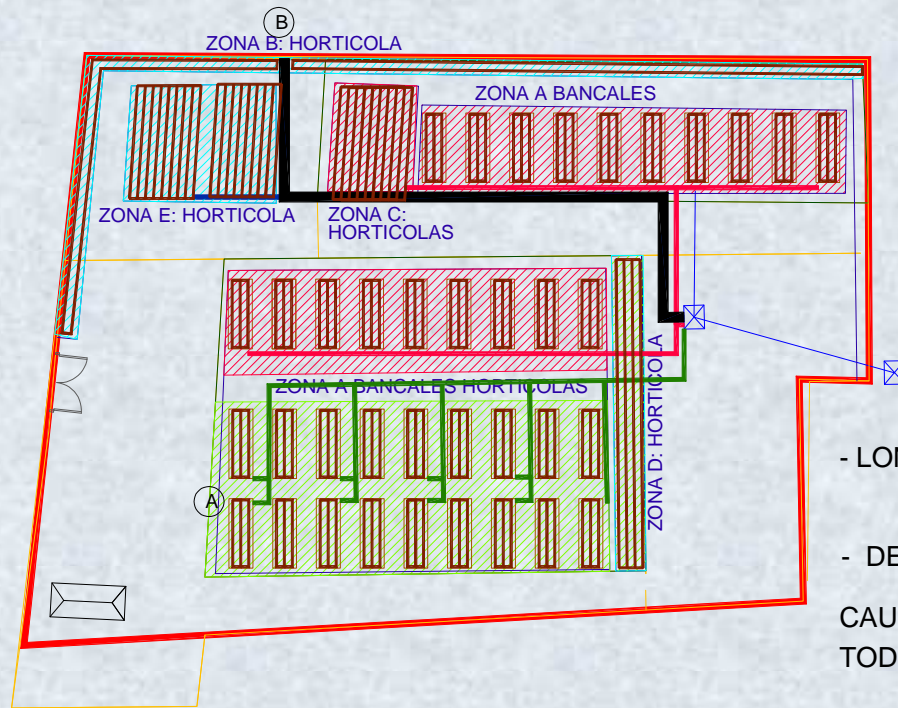 B
ZONA B: HORTICOLA
ZONA A BANCALES
ZONA E: HORTICOLA
ZONA C:
HORTICOLAS
ZONA A BANCALES HORTICOLAS
ZONA D: HORTICOLA
A
- LON
- DE
CAU
TOD